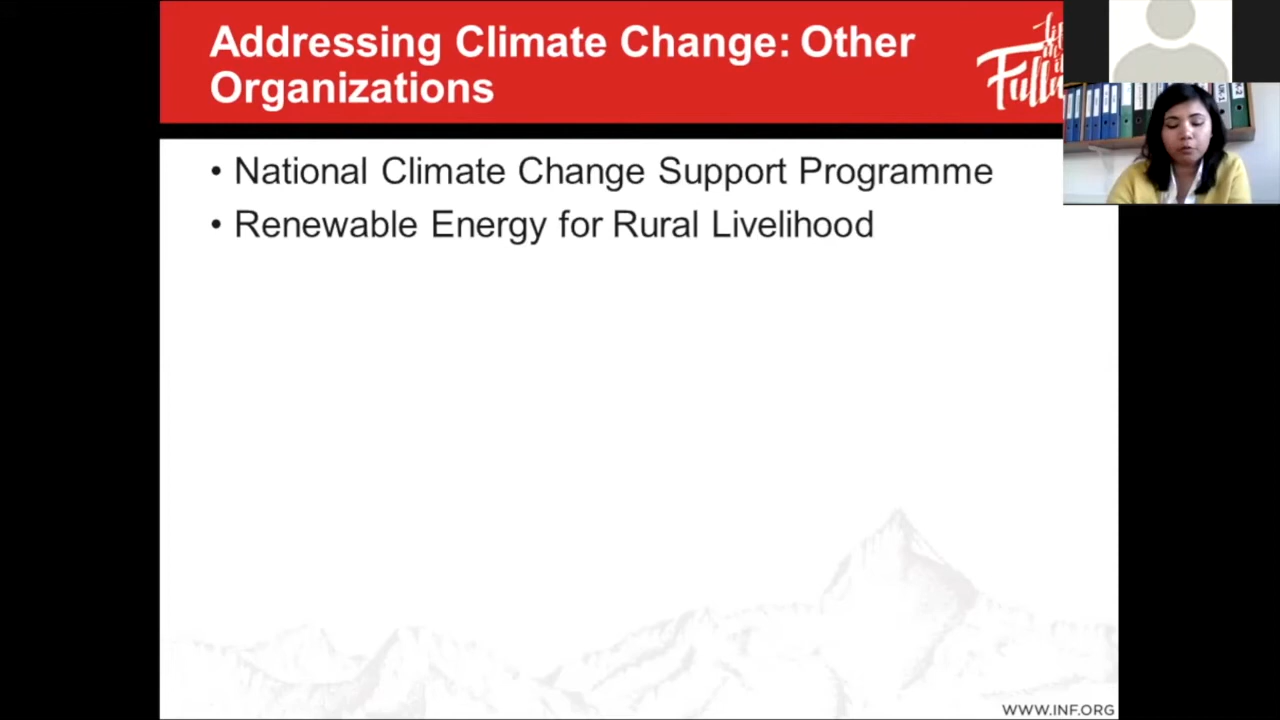 Addressing Climate Change: Other
Organizations
• National Climate Change Support Programme
• Renewable Energy for Rural Livelihood
WWW.INF.ORG